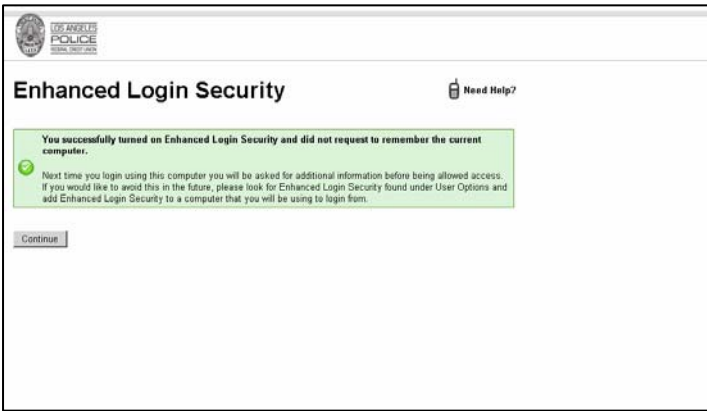 LOS ANGELES
POLICE
FEDERAL CREDIT UNION
Enhanced Login Security
Need Help?
You successfully turned on Enhanced Login Security and did not request to remember the current
computer.
Next time you login using this computer you will be asked for additional information before being allowed access.
If you would like to avoid this in the future, please look for Enhanced Login Security found under User Options and
add Enhanced Login Security to a computer that you will be using to login from.
Continue